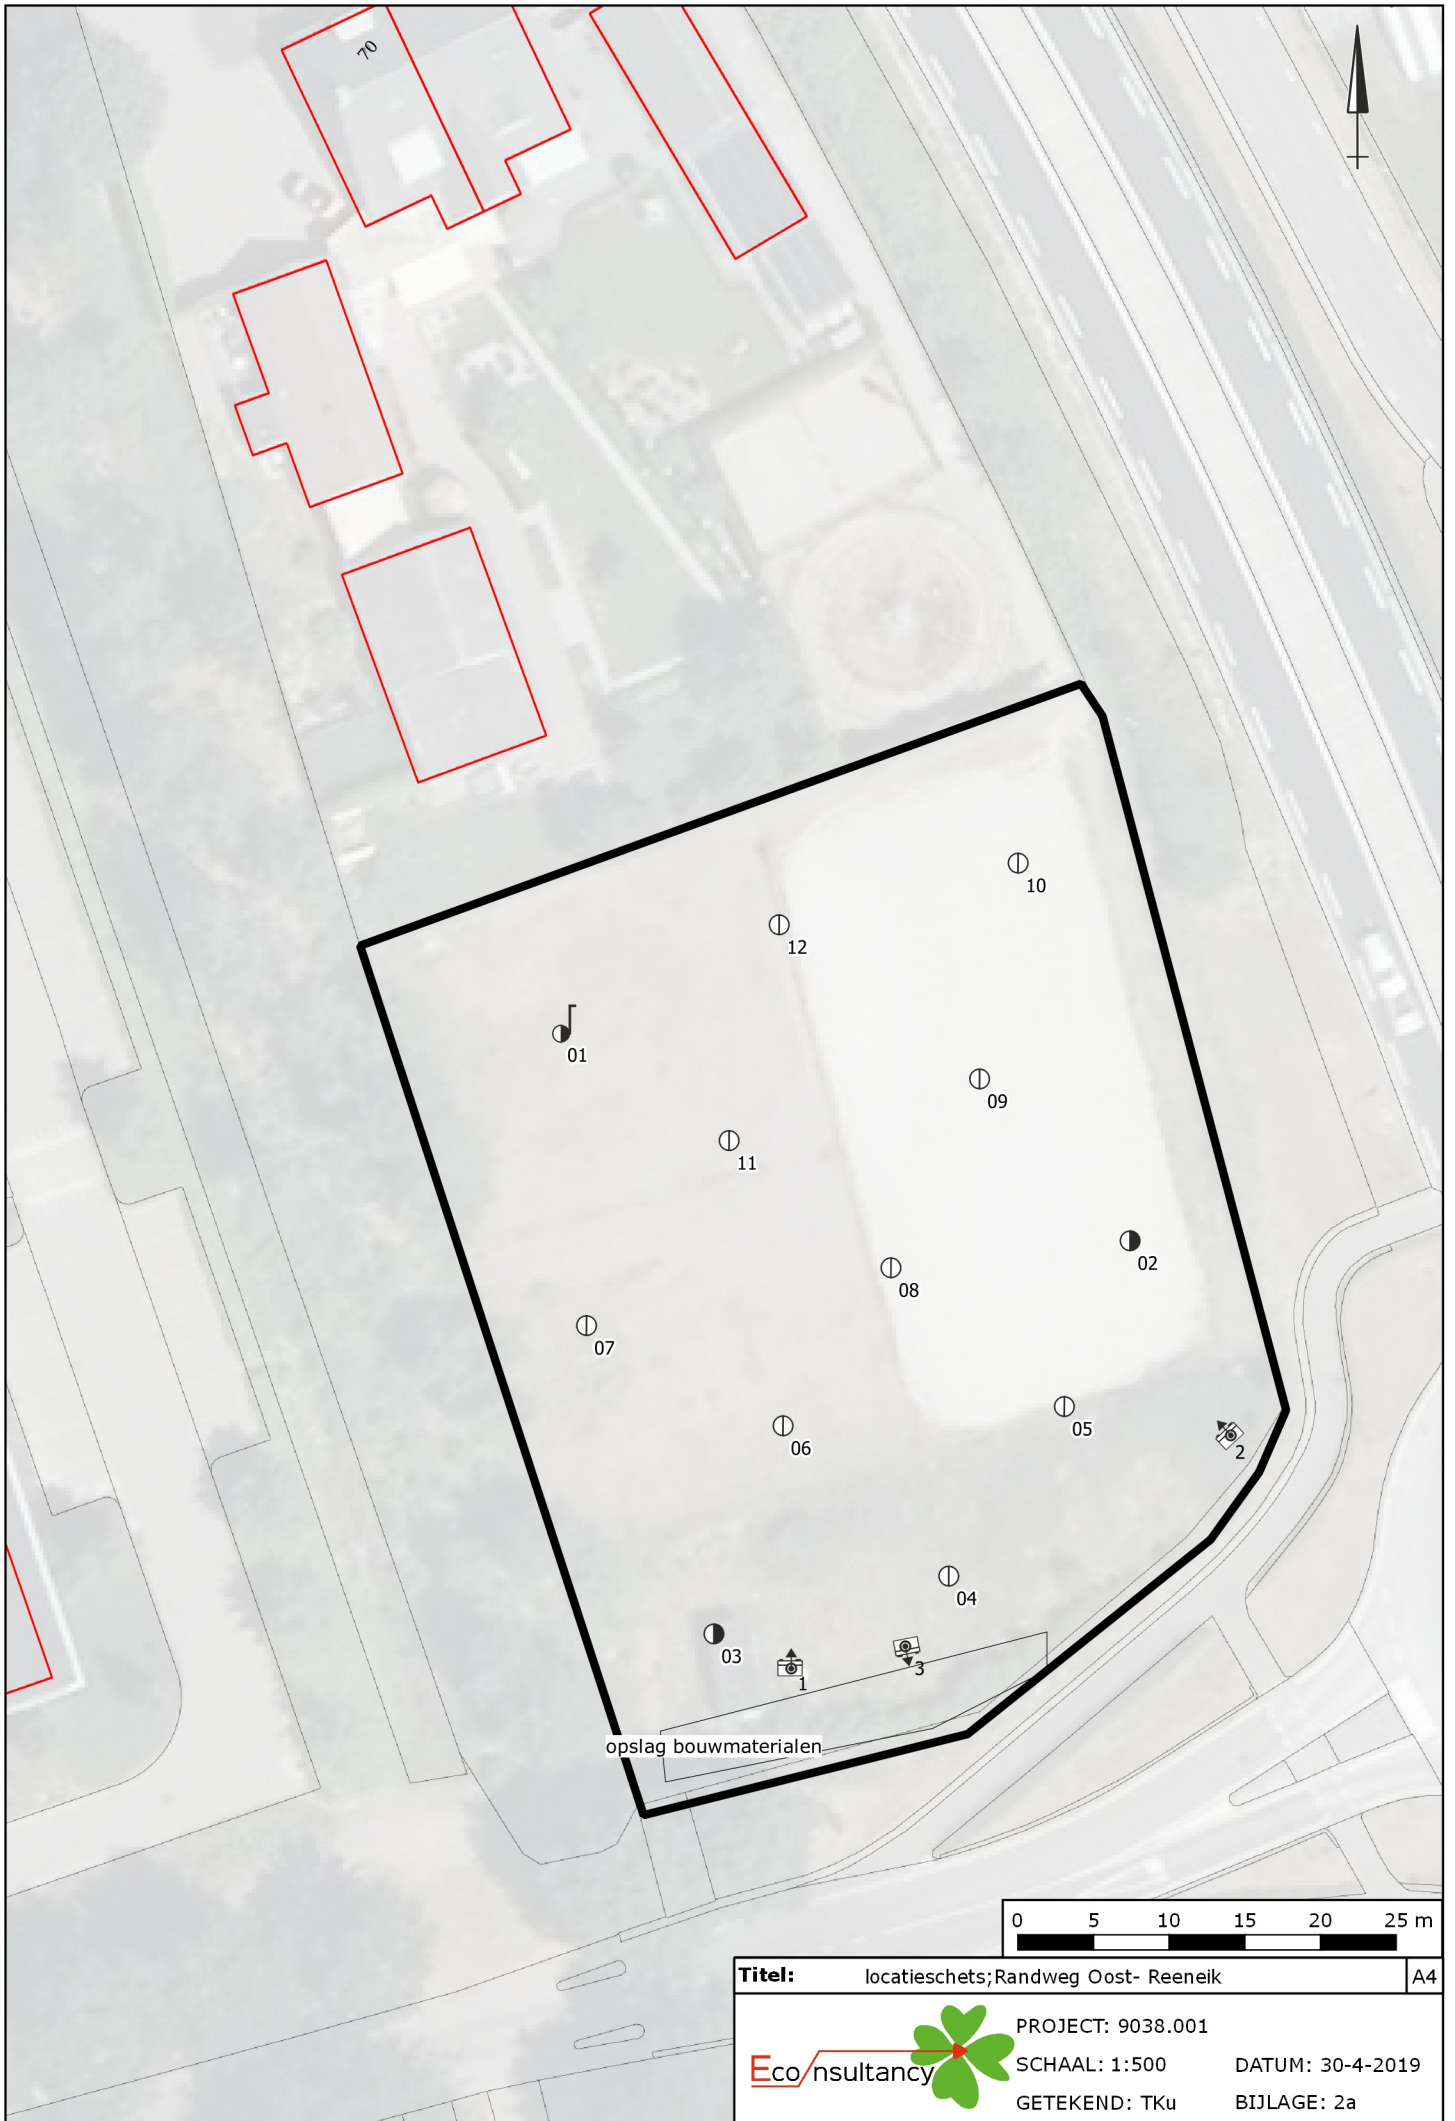 70
10
12
01
09
11
02
08
07
05
06
2
04
03
3
1
opslag bouwmaterialen
0 5 10 15 20 25 m
Titel: locatieschets;Randweg Oost- Reeneik A4
PROJECT: 9038.001
SCHAAL: 1:500 DATUM: 30-4-2019
Econsultancy
GETEKEND: TKu BIJLAGE: 2a